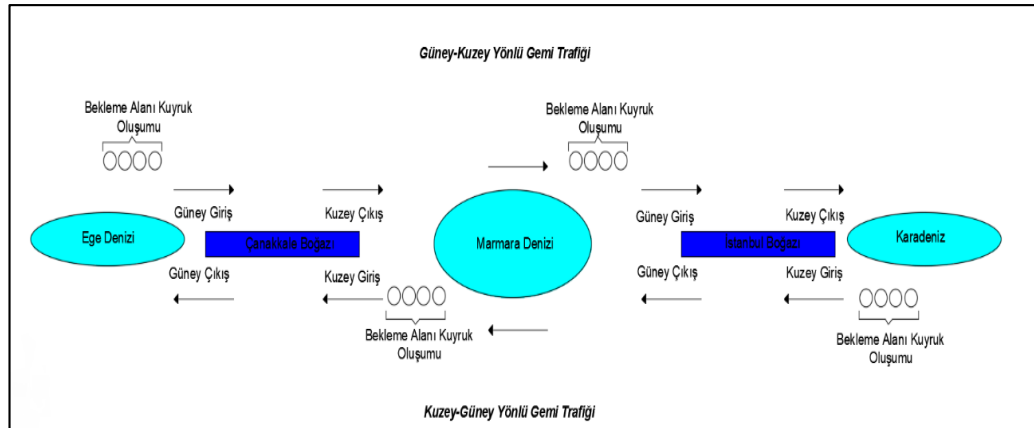 Güney-Kuzey Yönlü Gemi Trafiği
Bekleme Alanı Kuyruk
Oluşumu
Bekleme Alanı Kuyruk
Oluşumu
Güney Giriş
Kuzey Çıkış
Güney Giriş
Kuzey Çıkış
Ege Denizi
Çanakkale Boğazı
Marmara Denizi
İstanbul Boğazı
Karadeniz
Güney Çıkış
Kuzey Giriş
Güney Çıkış
Kuzey Giriş
Bekleme Alanı Kuyruk
Oluşumu
Bekleme Alanı Kuyruk
Oluşumu
Kuzey-Güney Yönlü Gemi Trafiği